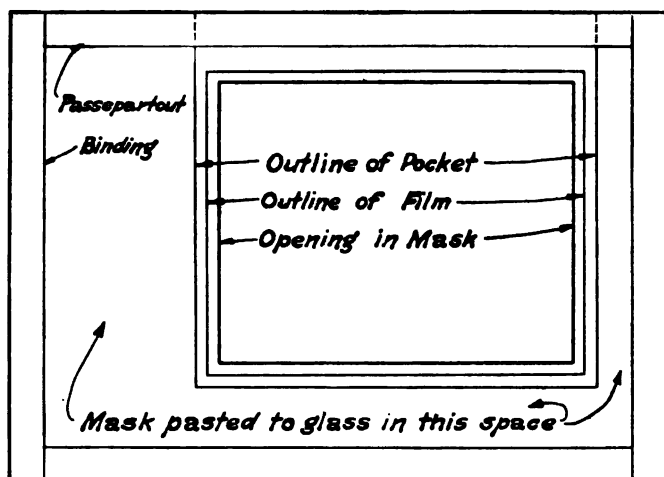 Passepartout
Binding
Outline of Pocket
Outline of Film
Opening in Mask
Mask pasted to glass in this space